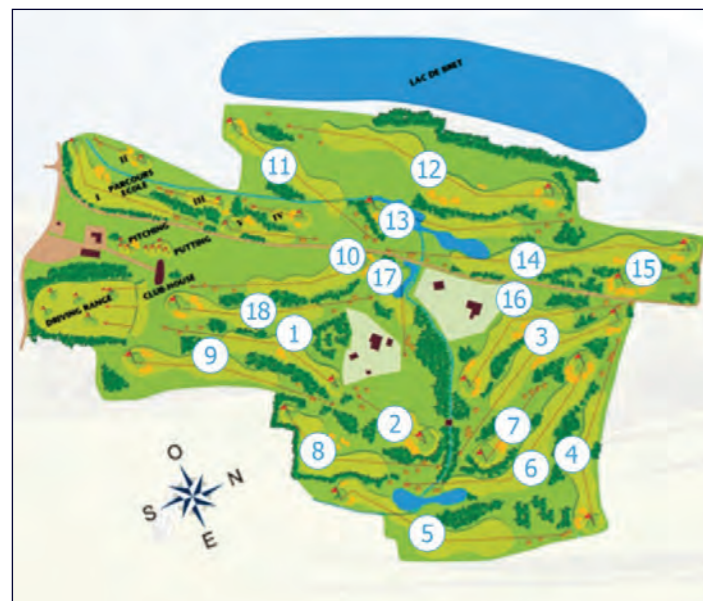 LAC DE BRET
11
12
II
PARCOURS
ECOLE
I
III
V
IV
13
PITCHING
PUTTING
10
14
15
17
CLUB HOUSE
16
DRIVING RANGE
18
1
3
9
2
7
8
6
4
5
O
N
S
E